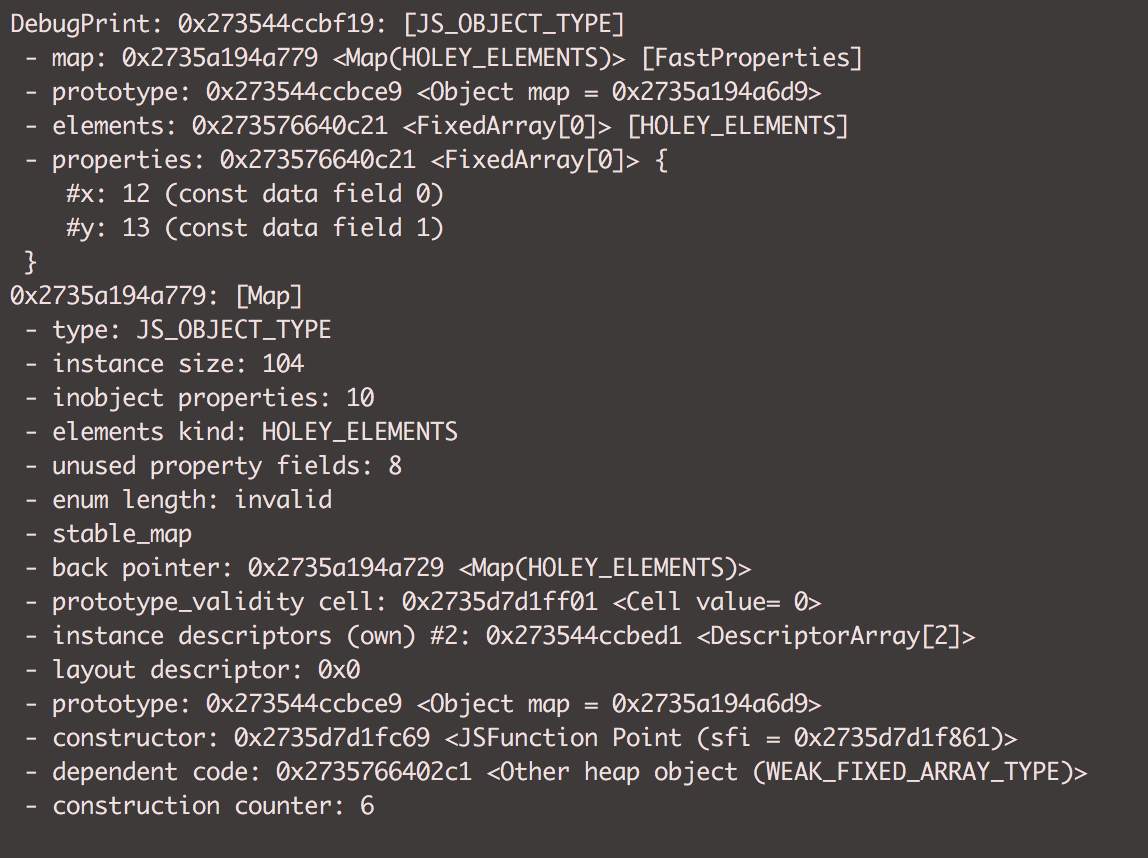 DebugPrint: 0x273544ccbf19: [JS_OBJECT_TYPE]
 - map: 0x2735a194a779 <Map(HOLEY_ELEMENTS)> [FastProperties]
 - prototype: 0x273544ccbce9 <Object map = 0x2735a194a6d9>
 - elements: 0x273576640c21 <FixedArray[0]> [HOLEY_ELEMENTS]
 - properties: 0x273576640c21 <FixedArray[0]> {
    #x: 12 (const data field 0)
    #y: 13 (const data field 1)
 }
0x2735a194a779: [Map]
 - type: JS_OBJECT_TYPE
 - instance size: 104
 - inobject properties: 10
 - elements kind: HOLEY_ELEMENTS
 - unused property fields: 8
 - enum length: invalid
 - stable_map
 - back pointer: 0x2735a194a729 <Map(HOLEY_ELEMENTS)>
 - prototype_validity cell: 0x2735d7d1ff01 <Cell value= 0>
 - instance descriptors (own) #2: 0x273544ccbed1 <DescriptorArray[2]>
 - layout descriptor: 0x0
 - prototype: 0x273544ccbce9 <Object map = 0x2735a194a6d9>
 - constructor: 0x2735d7d1fc69 <JSFunction Point (sfi = 0x2735d7d1f861)>
 - dependent code: 0x2735766402c1 <Other heap object (WEAK_FIXED_ARRAY_TYPE)>
 - construction counter: 6